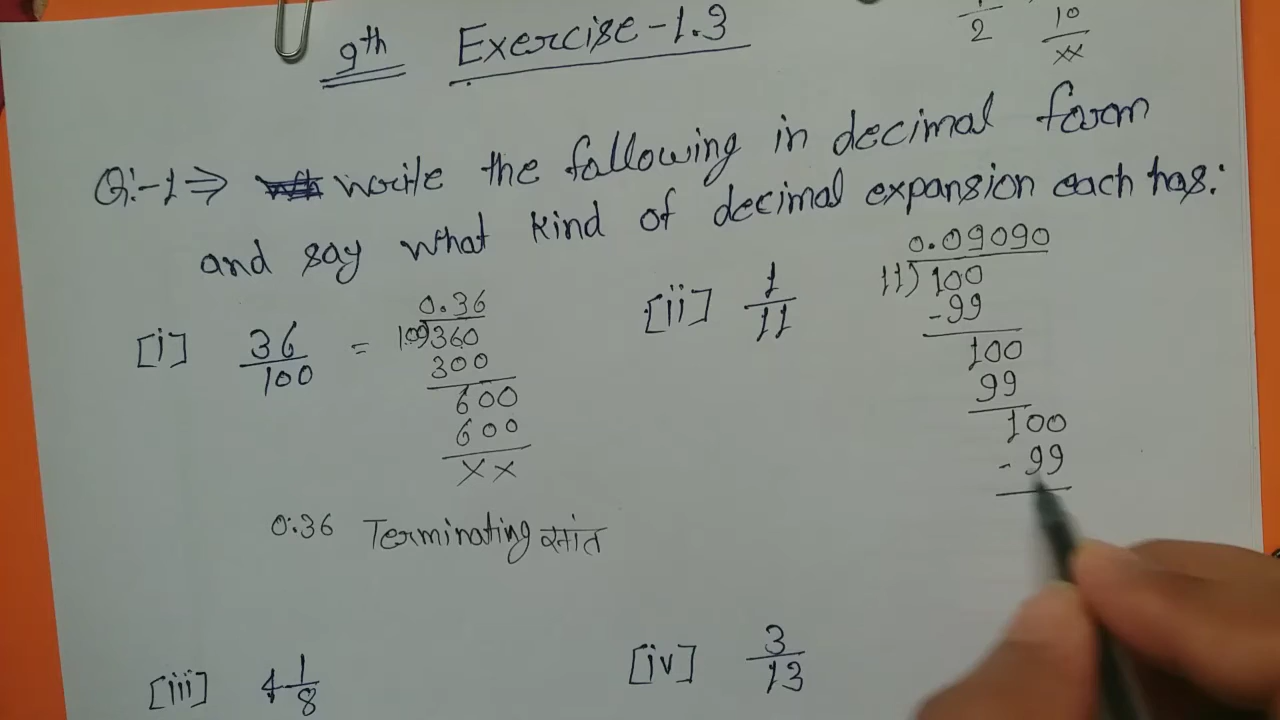 9th Exercise-1.3
2 10
xx
Q:-1⇒ write the following in decimal form
and say what kind of decimal expansion each has:
[i] 36/100 =
0.36
100)360
300
600
600
xx
0.36 Terminating सांत
[ii] 1/11
0.09090
11)100
-99
100
99
100
- 99
[iii] 4 1/8
[iv] 3/13